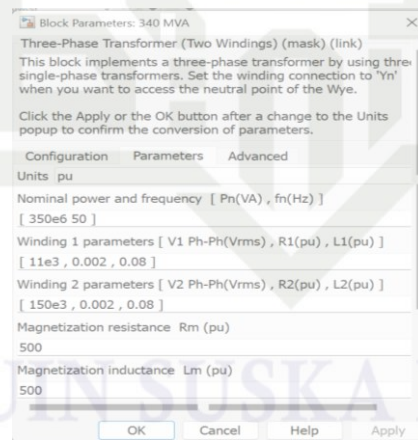 Block Parameters: 340 MVA
Three-Phase Transformer (Two Windings) (mask) (link)
This block implements a three-phase transformer by using three
single-phase transformers. Set the winding connection to 'Yn'
when you want to access the neutral point of the Wye.
Click the Apply or the OK button after a change to the Units
popup to confirm the conversion of parameters.
Configuration Parameters Advanced
Units pu
Nominal power and frequency [ Pn(VA) , fn(Hz) ]
[ 350e6 50 ]
Winding 1 parameters [ V1 Ph-Ph(Vrms) , R1(pu) , L1(pu) ]
[ 11e3 , 0.002 , 0.08 ]
Winding 2 parameters [ V2 Ph-Ph(Vrms) , R2(pu) , L2(pu) ]
[ 150e3 , 0.002 , 0.08 ]
Magnetization resistance Rm (pu)
500
Magnetization inductance Lm (pu)
500
UIN SUSKA
OK Cancel Help Apply